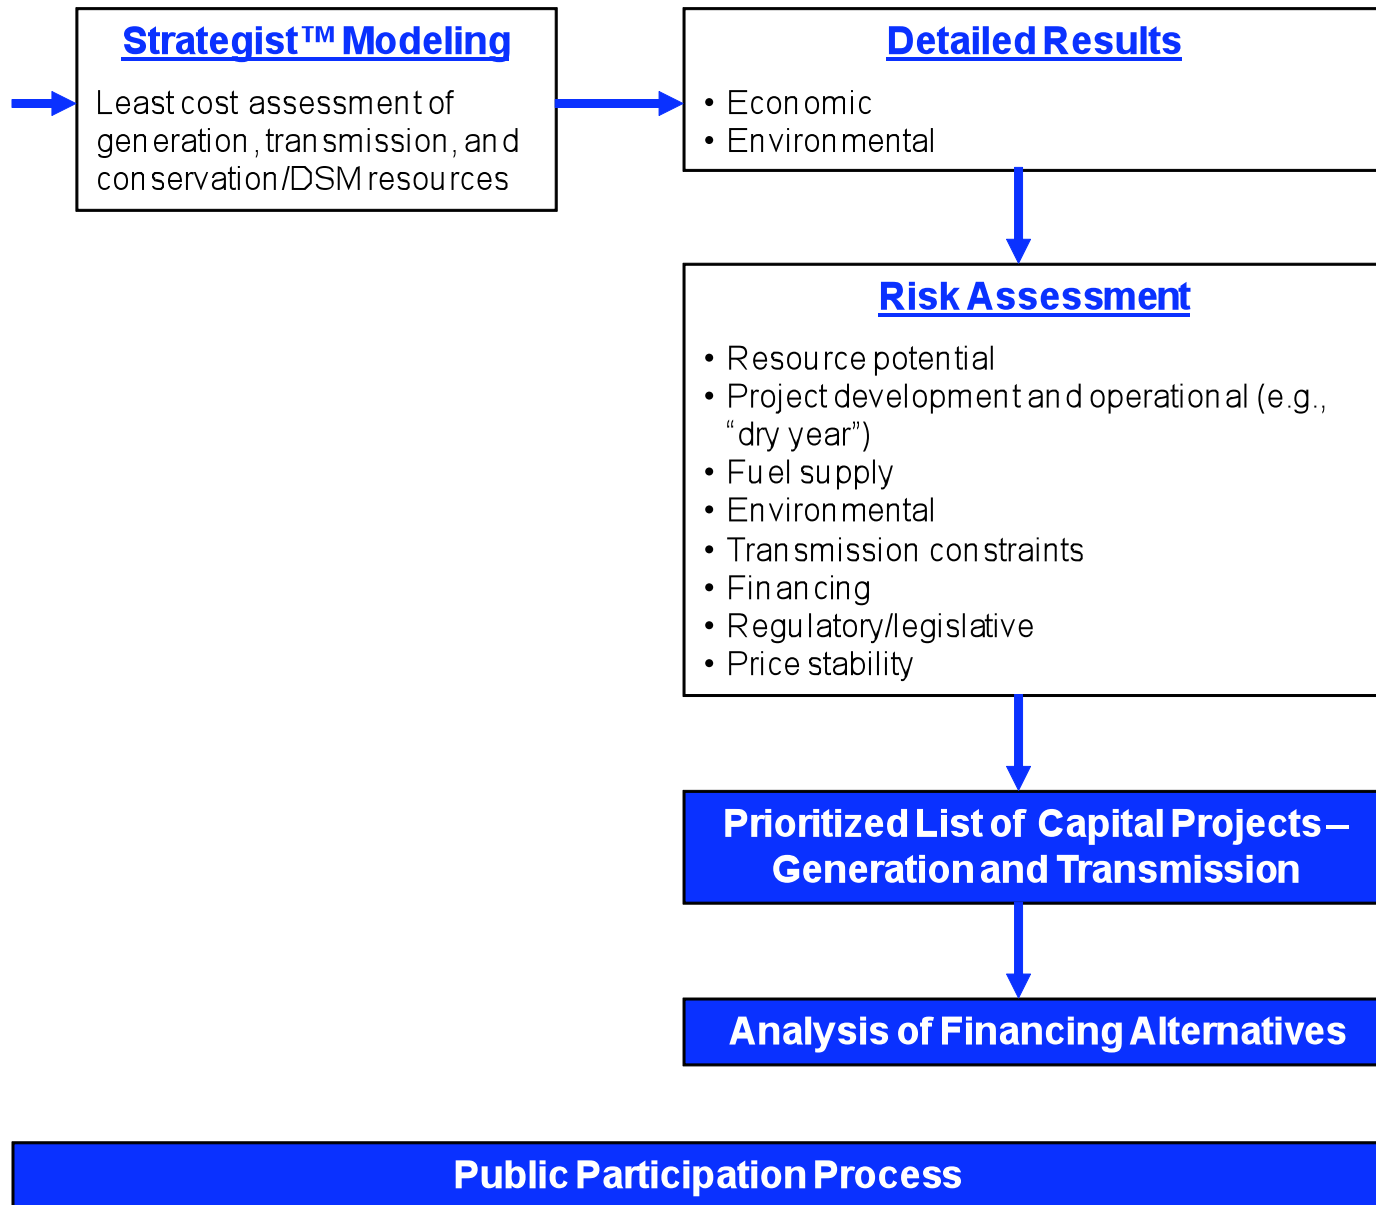 Strategist™ Modeling
Least cost assessment of
generation, transmission, and
conservation/DSM resources
Detailed Results
• Economic
• Environmental
Risk Assessment
• Resource potential
• Project development and operational (e.g.,
“dry year”)
• Fuel supply
• Environmental
• Transmission constraints
• Financing
• Regulatory/legislative
• Price stability
Prioritized List of Capital Projects –
Generation and Transmission
Analysis of Financing Alternatives
Public Participation Process